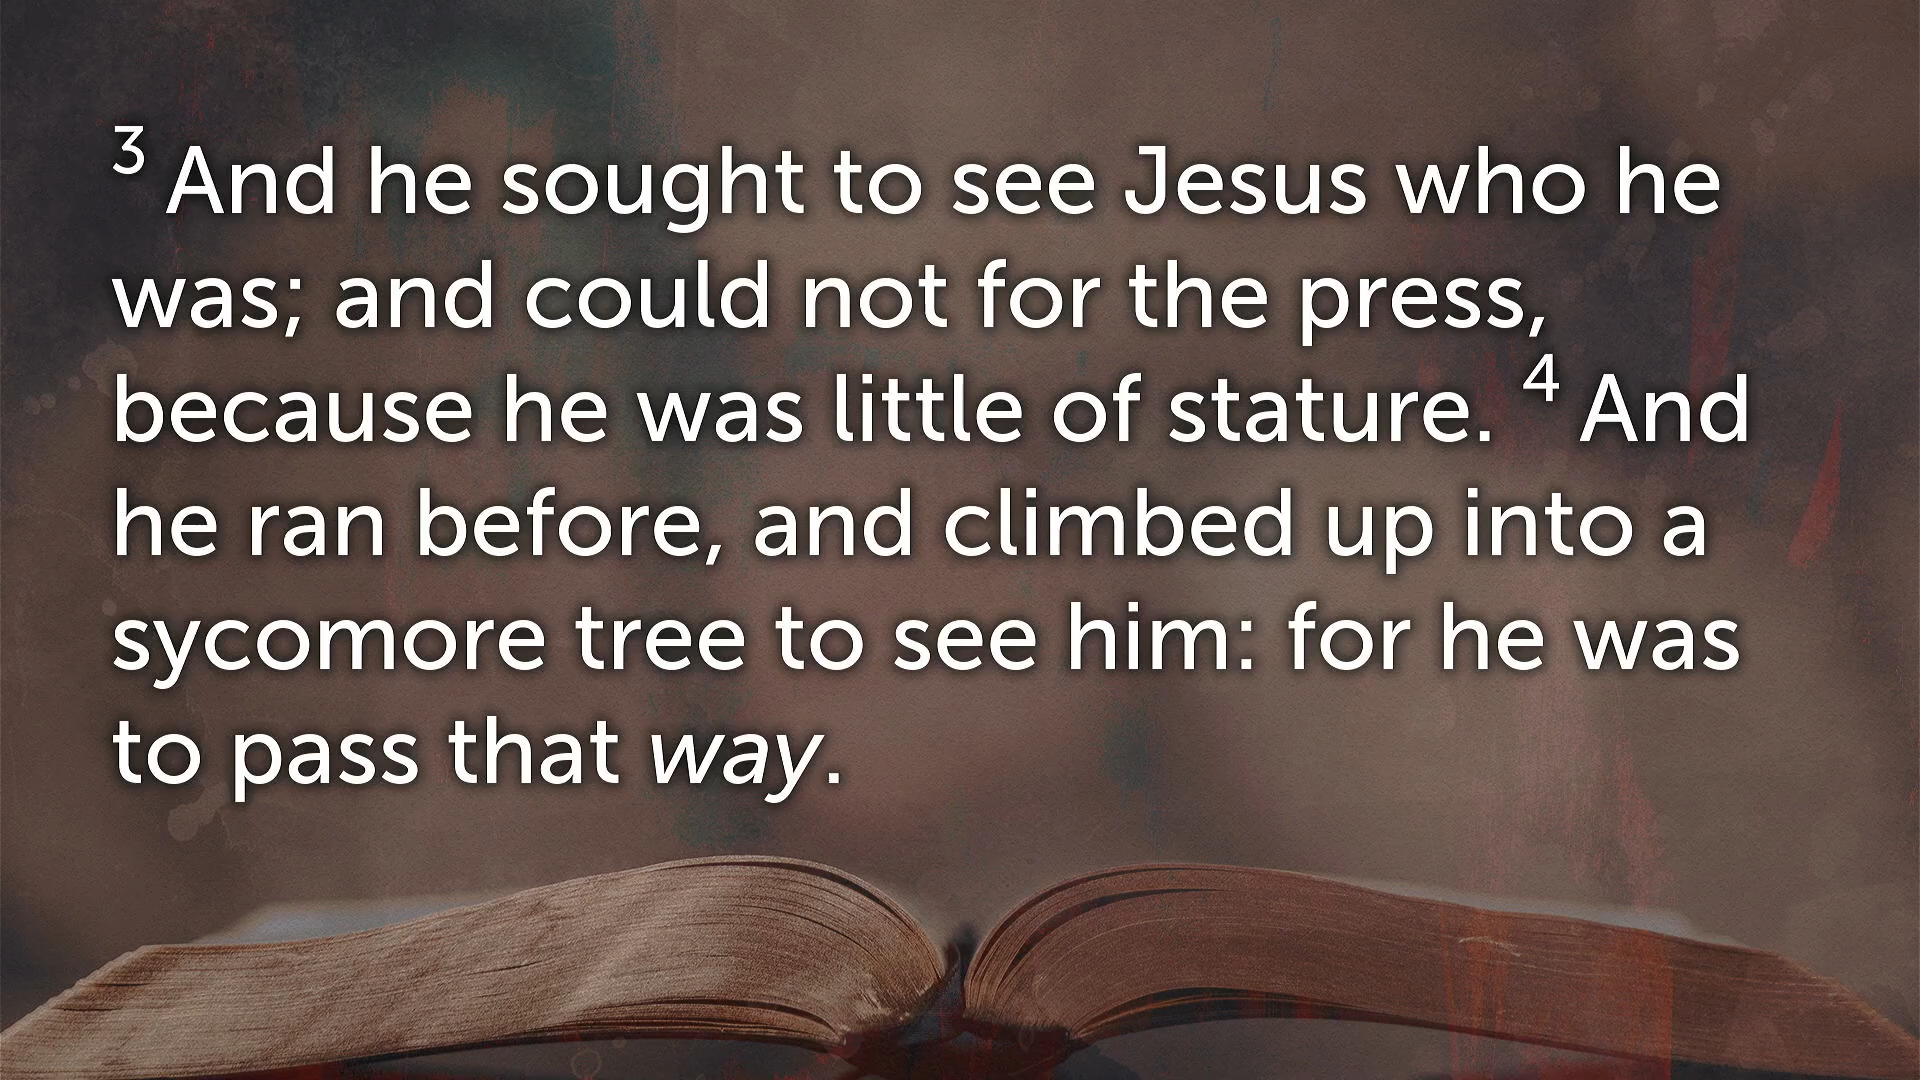 3 And he sought to see Jesus who he
was; and could not for the press,
because he was little of stature. 4 And
he ran before, and climbed up into a
sycomore tree to see him: for he was
to pass that way.